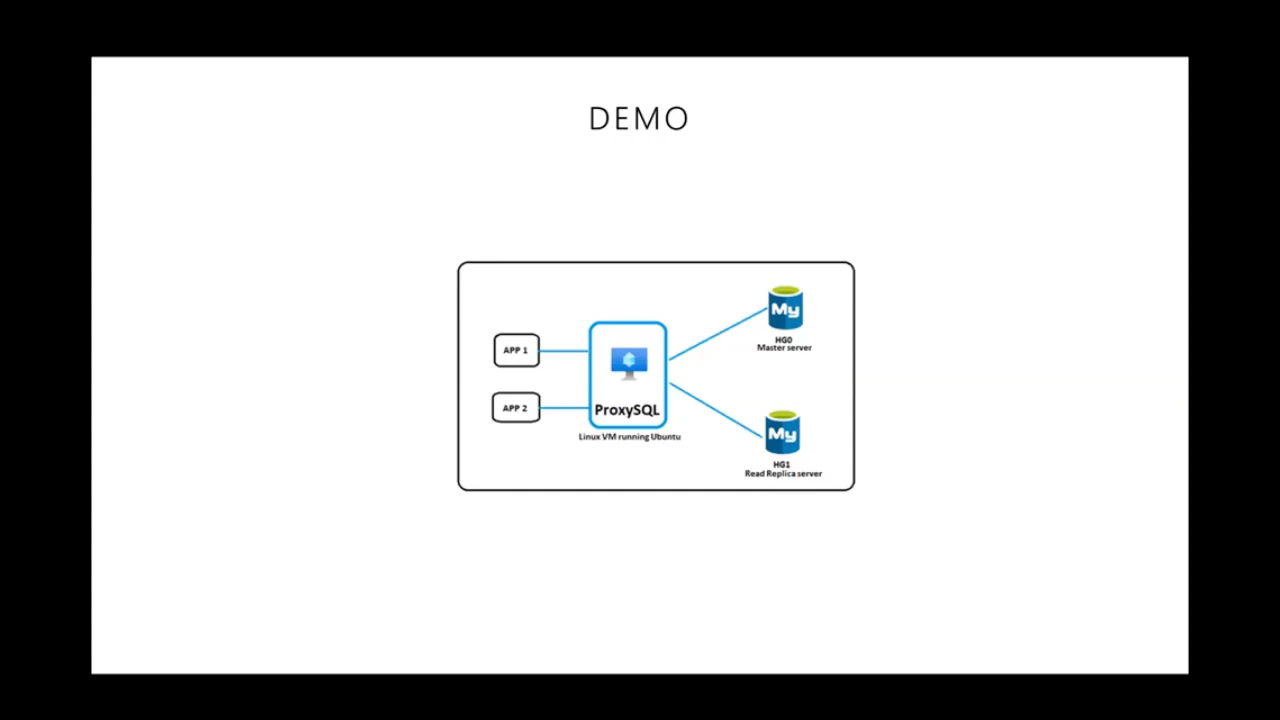 DEMO
APP 1
APP 2
ProxySQL
Linux VM running Ubuntu
My
HG0
Master server
My
HG1
Read Replica server